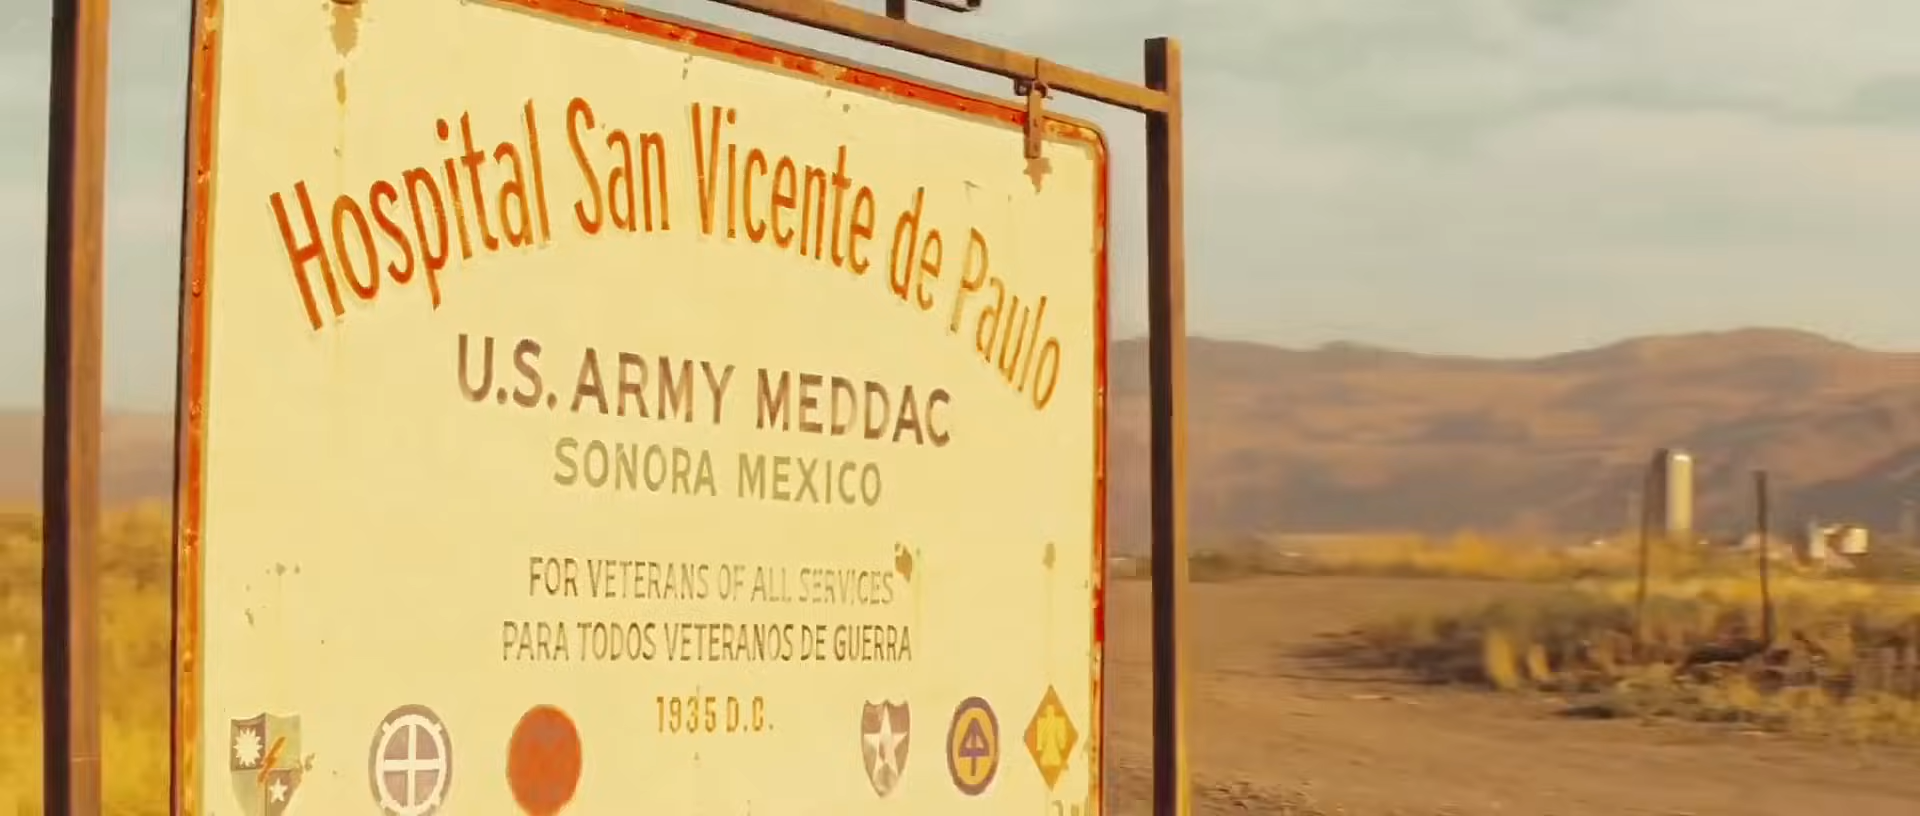 Hospital San Vicente de Paulo
U.S. ARMY MEDDAC
SONORA MEXICO
FOR VETERANS OF ALL SERVICES
PARA TODOS VETERANOS DE GUERRA
1935 D.C.